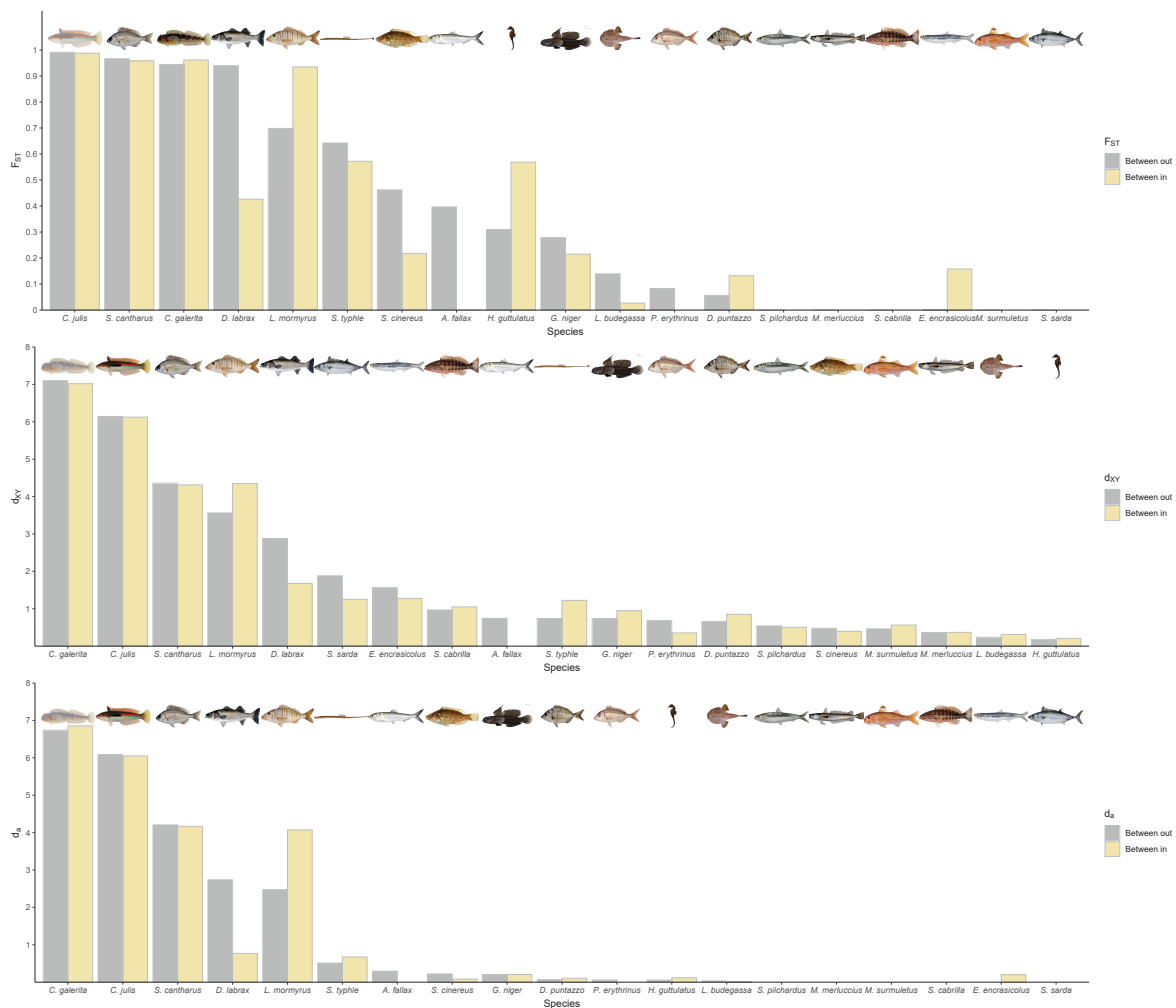 1
0.9
0.8
0.7
0.6
0.5
0.4
0.3
0.2
0.1
0
FST
C. julis S. cantharus C. galerita D. labrax L. mormyrus S. typhle S. cinereus A. fallax H. guttulatus G. niger L. budegassa P. erythrinus D. puntazzo S. pilchardus M. merluccius S. cabrilla E. encrasicolus M. surmuletus S. sarda
Species
FST
Between out
Between in
8
7
6
5
4
3
2
1
dXY
C. galerita C. julis S. cantharus L. mormyrus D. labrax S. sarda E. encrasicolus S. cabrilla A. fallax S. typhle G. niger P. erythrinus D. puntazzo S. pilchardus S. cinereus M. surmuletus M. merluccius L. budegassa H. guttulatus
Species
dXY
Between out
Between in
8
7
6
5
4
3
2
1
da
C. galerita C. julis S. cantharus D. labrax L. mormyrus S. typhle A. fallax S. cinereus G. niger D. puntazzo P. erythrinus H. guttulatus L. budegassa S. pilchardus M. merluccius M. surmuletus S. cabrilla E. encrasicolus S. sarda
Species
da
Between out
Between in